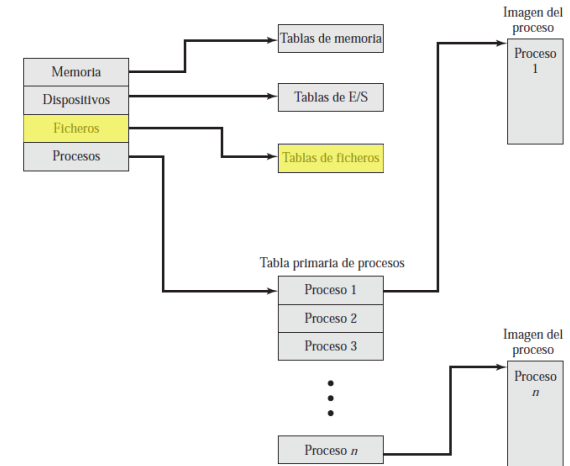 Imagen del
proceso
Tablas de memoria
Proceso
1
Memoria
Dispositivos
Tablas de E/S
Ficheros
Procesos
Tablas de ficheros
Tabla primaria de procesos
Proceso 1
Proceso 2
Proceso 3
Imagen del
proceso
Proceso
n
Proceso n